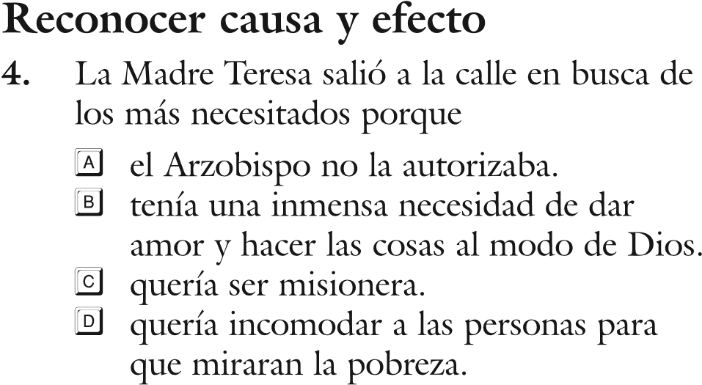 Reconocer causa y efecto
4. La Madre Teresa salió a la calle en busca de
los más necesitados porque
A el Arzobispo no la autorizaba.
B tenía una inmensa necesidad de dar
amor y hacer las cosas al modo de Dios.
C quería ser misionera.
D quería incomodar a las personas para
que miraran la pobreza.